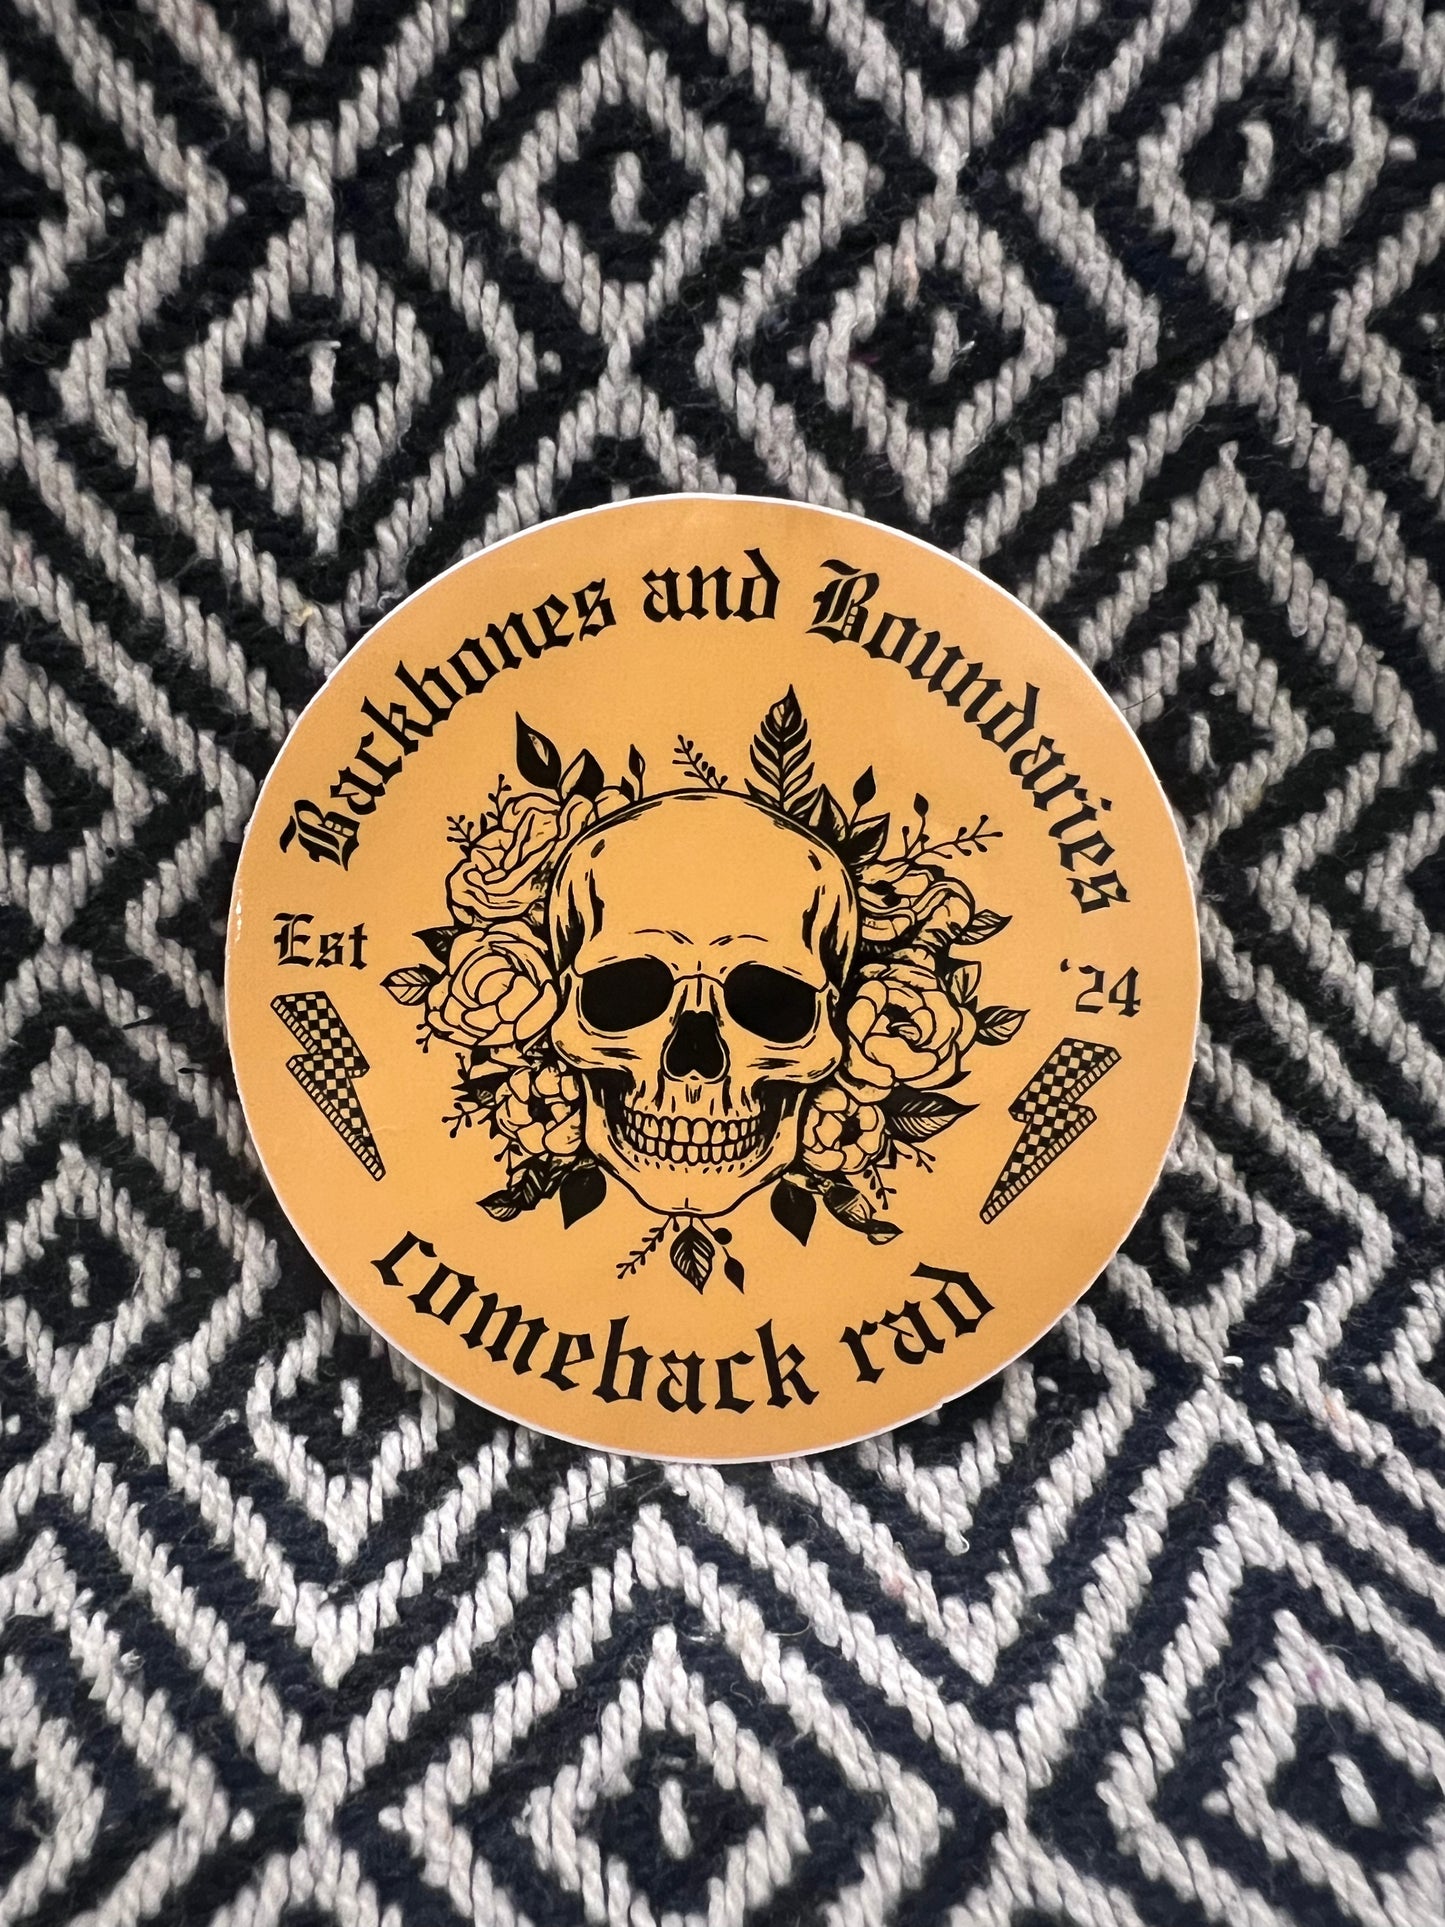 Backbones and Boundaries
Est
'24
comeback rad